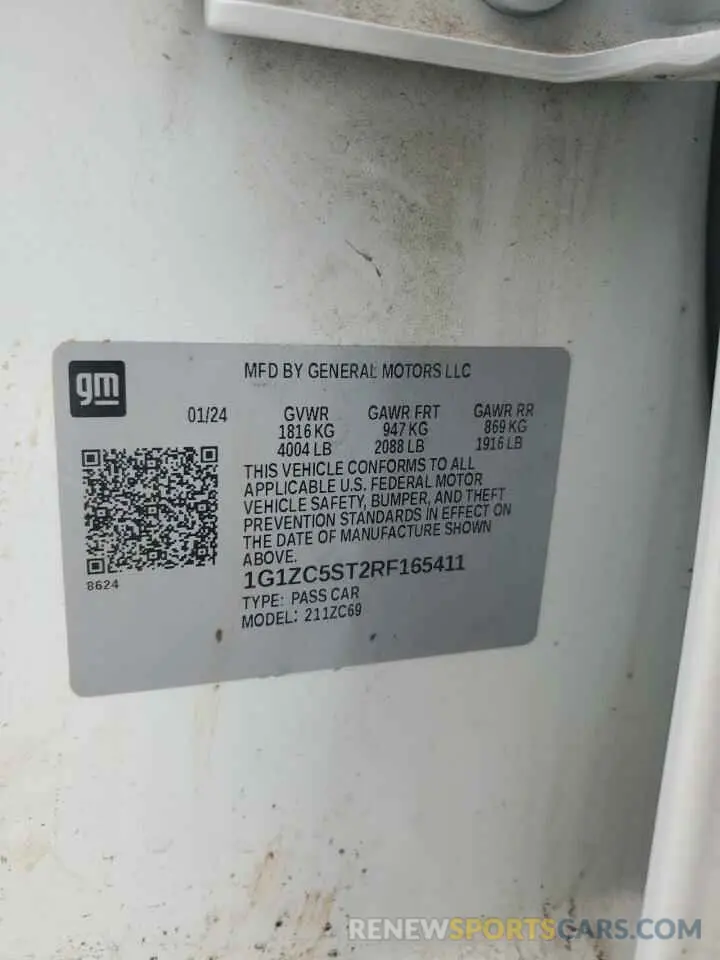 gm
MFD BY GENERAL MOTORS LLC
01/24 GVWR GAWR FRT GAWR RR
1816 KG 947 KG 869 KG
4004 LB 2088 LB 1916 LB
THIS VEHICLE CONFORMS TO ALL
APPLICABLE U.S. FEDERAL MOTOR
VEHICLE SAFETY, BUMPER, AND THEFT
PREVENTION STANDARDS IN EFFECT ON
THE DATE OF MANUFACTURE SHOWN
ABOVE.
8624
1G1ZC5ST2RF165411
TYPE: PASS CAR
MODEL: 211ZC69
RENEWSPORTSCARS.COM